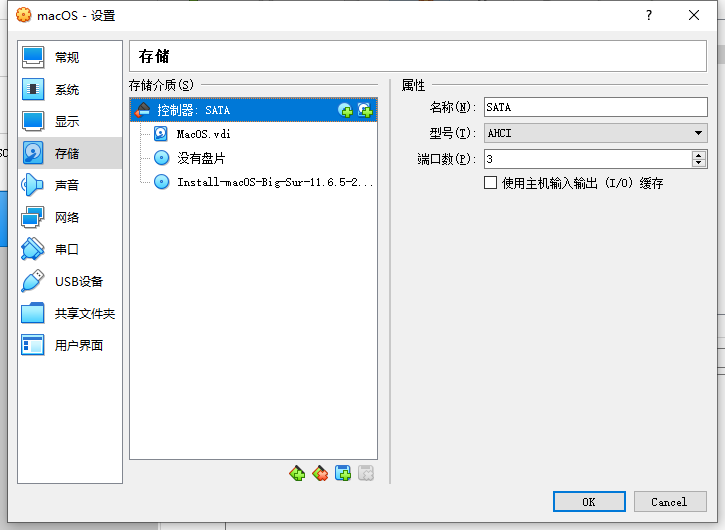 macOS - 设置
?
常规
系统
显示
存储
声音
网络
串口
USB设备
共享文件夹
用户界面
存储
存储介质(S)
控制器: SATA
MacOS.vdi
没有盘片
Install-macOS-Big-Sur-11.6.5-2...
属性
名称(N): SATA
型号(T): AHCI
端口数(P): 3
使用主机输入输出 (I/O) 缓存
OK
Cancel